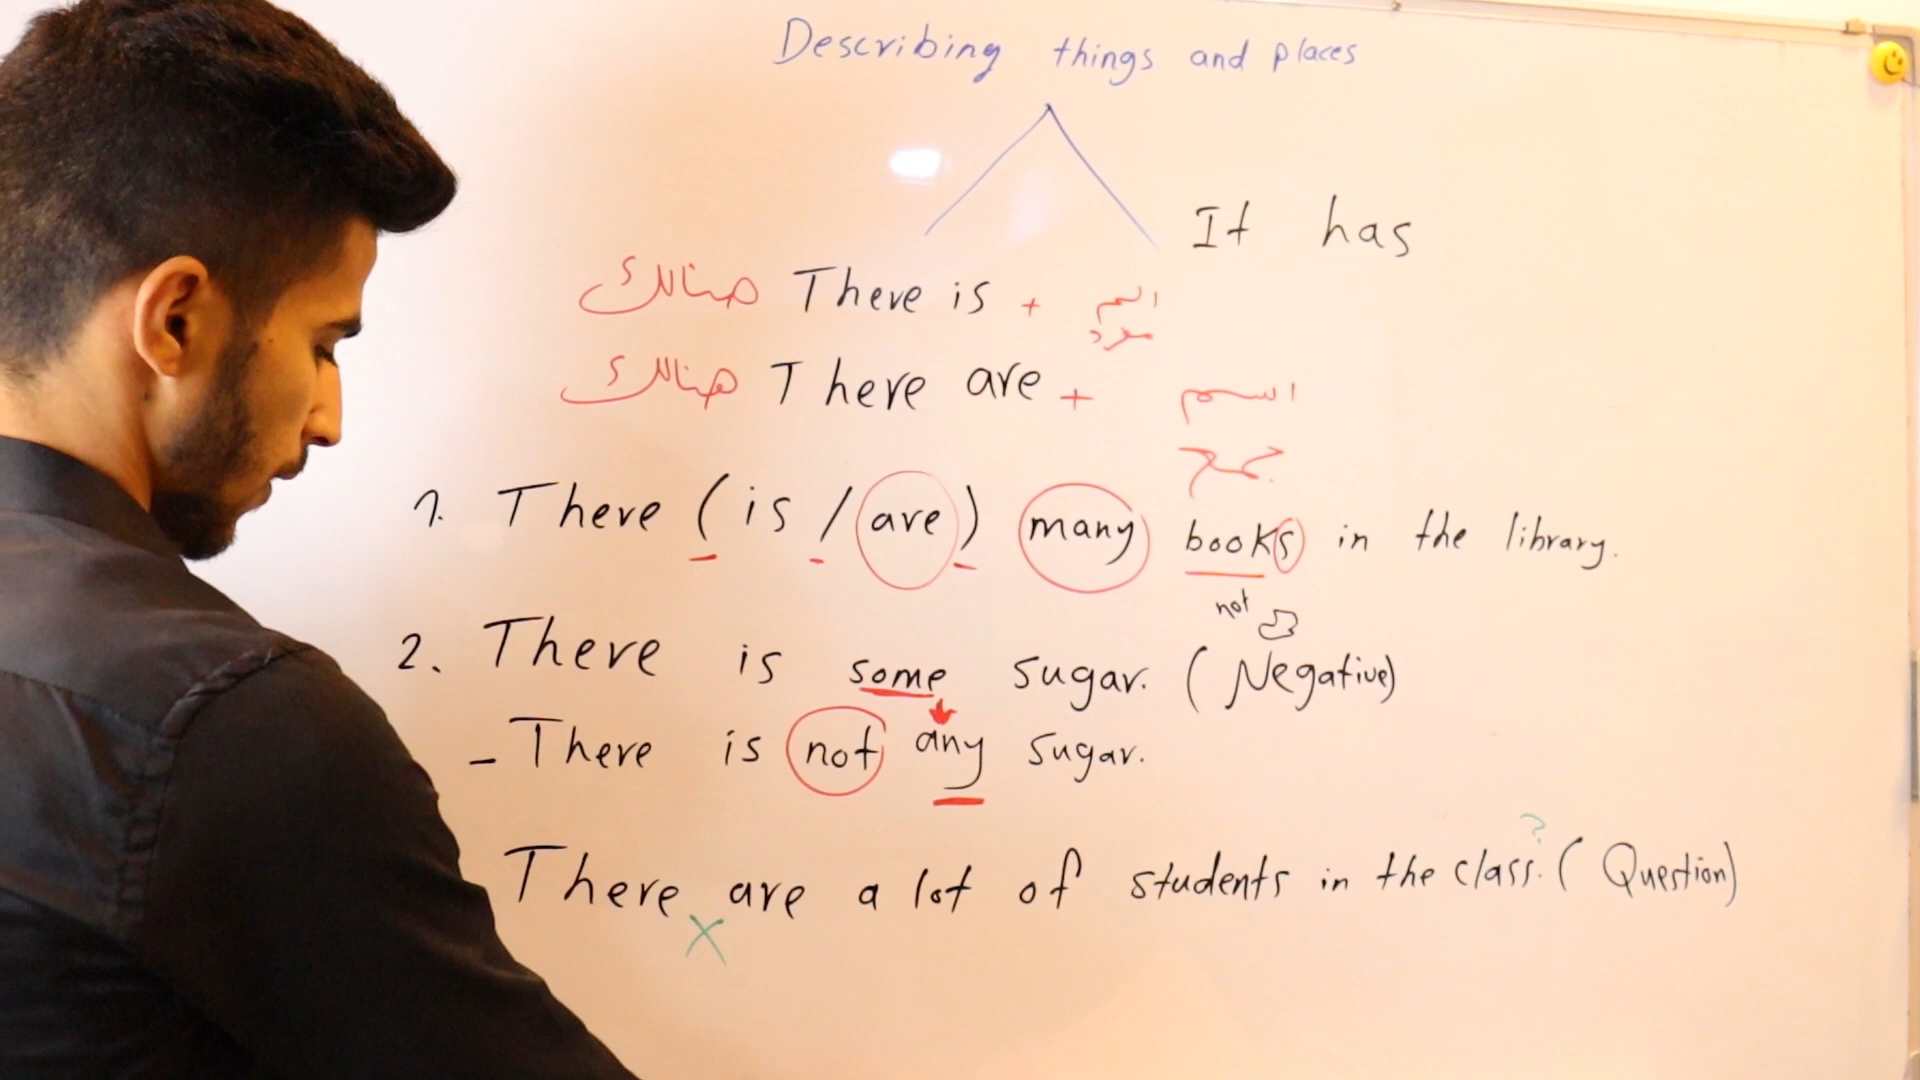 Describing things and places
It has
هنالك There is + اسم
مفرد
هنالك There are + اسم
جمع
1. There (is / are) many books in the library.
not
2. There is some sugar. (Negative)
- There is not any sugar.
There are a lot of students in the class. ? (Question)
X